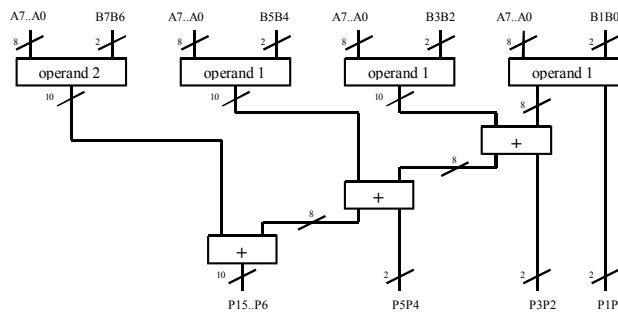 A7..A0 B7B6 A7..A0 B5B4 A7..A0 B3B2 A7..A0 B1B0
8 2 8 2 8 2 8 2
operand 2 operand 1 operand 1 operand 1
10 10 10 8
+
8
+
8
+
10 2 2 2
P15..P6 P5P4 P3P2 P1P